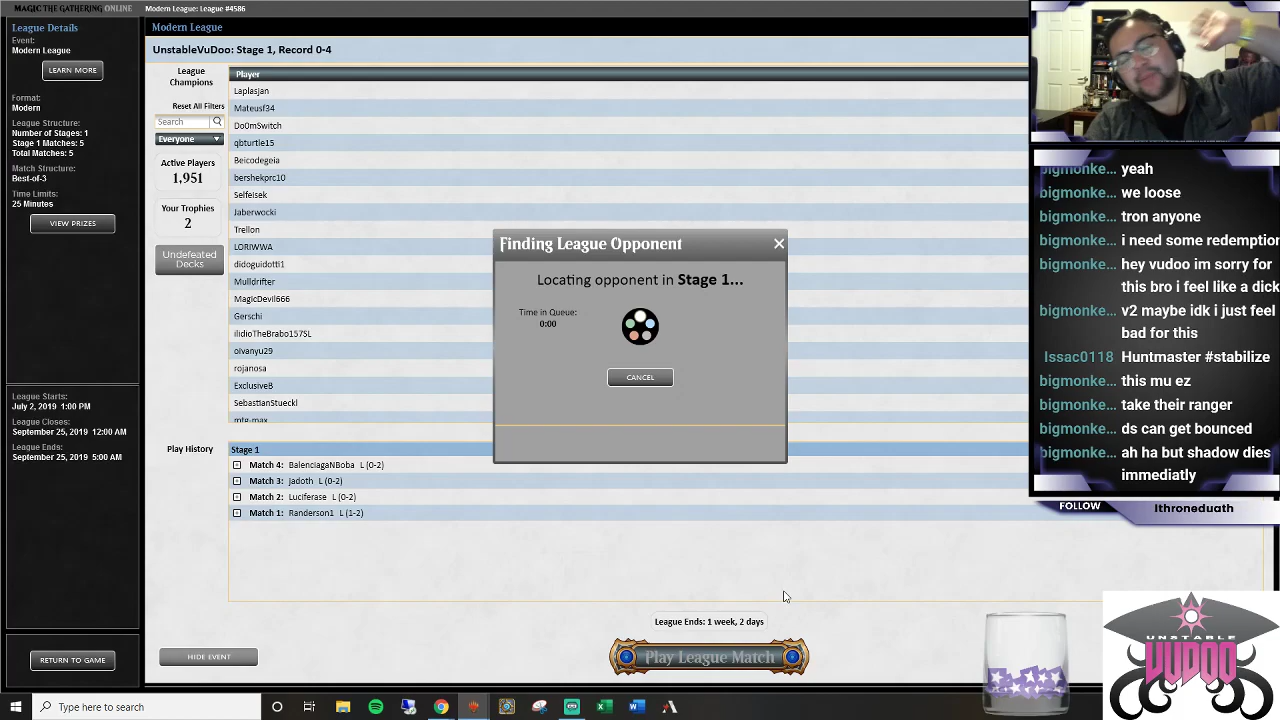 MAGIC THE GATHERING ONLINE
Modern League: League #4586
League Details
Event:
Modern League
LEARN MORE
Format:
Modern
League Structure:
Number of Stages: 1
Stage 1 Matches: 5
Total Matches: 5
Match Structure:
Best-of-3
Time Limits:
25 Minutes
VIEW PRIZES
League Starts:
July 2, 2019 1:00 PM
League Closes:
September 25, 2019 12:00 AM
League Ends:
September 25, 2019 5:00 AM
RETURN TO GAME
Modern League
UnstableVuDoo: Stage 1, Record 0-4
League
Champions
Reset All Filters
Search
Everyone
Active Players
1,951
Your Trophies
2
Undefeated
Decks
Player
Laplasjan
Mateusf34
Do0mSwitch
qbturtle15
Beicodegeia
bershekprc10
Selfeisek
Jaberwocki
Trellon
LORIWWA
didoguidotti1
Mulldrifter
MagicDevil666
Gerschi
ilidioTheBrabo157SL
oivanyu29
rojanosa
ExclusiveB
SebastianStueckl
mtg-max
Finding League Opponent
Locating opponent in Stage 1...
Time in Queue:
0:00
CANCEL
Play History
Stage 1
Match 4: BalenciagaNBoba L (0-2)
Match 3: Jadoth L (0-2)
Match 2: Luciferase L (0-2)
Match 1: Randerson1 L (1-2)
League Ends: 1 week, 2 days
HIDE EVENT
Play League Match
bigmonke... yeah
bigmonke... we loose
bigmonke... tron anyone
bigmonke... i need some redemption
bigmonke... hey vudoo im sorry for
this bro i feel like a dick
bigmonke... v2 maybe idk i just feel
bad for this
Issac0118 Huntmaster #stabilize
bigmonke... this mu ez
bigmonke... take their ranger
bigmonke... ds can get bounced
bigmonke... ah ha but shadow dies
immediatly
FOLLOW
lthroneduath
UNSTABLE
VUDOO
Type here to search